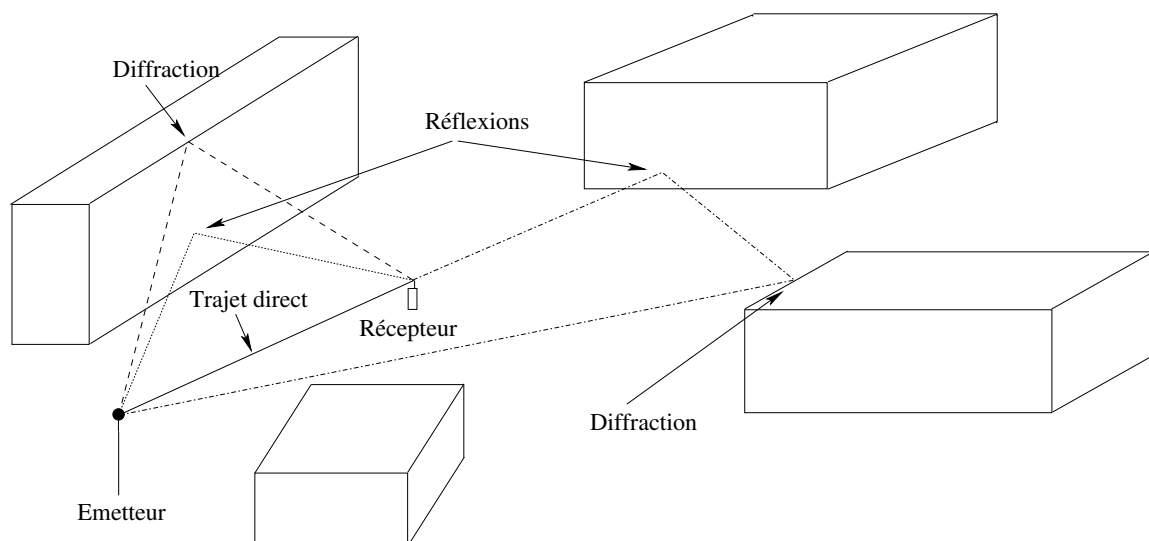 Diffraction
Réflexions
Trajet direct
Récepteur
Diffraction
Emetteur